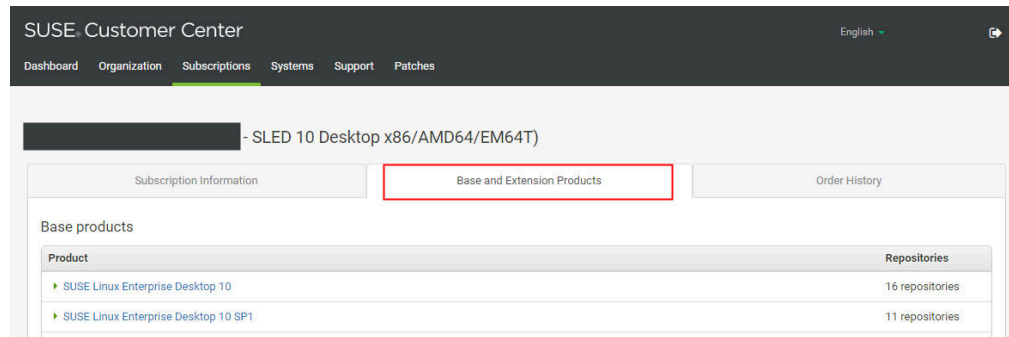 SUSE® Customer Center English
Dashboard Organization Subscriptions Systems Support Patches
- SLED 10 Desktop x86/AMD64/EM64T)
Subscription Information Base and Extension Products Order History
Base products
Product Repositories
SUSE Linux Enterprise Desktop 10 16 repositories
SUSE Linux Enterprise Desktop 10 SP1 11 repositories